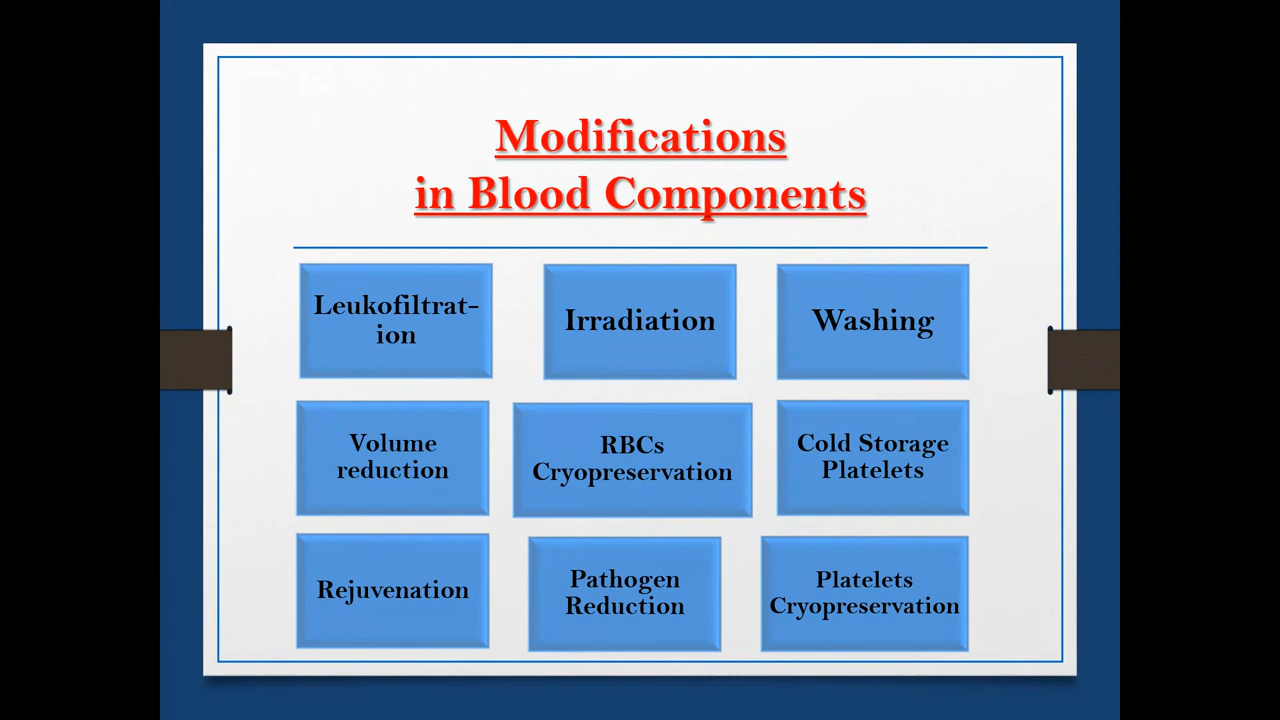 Modifications
in Blood Components
Leukofiltrat-
ion
Irradiation
Washing
Volume
reduction
RBCs
Cryopreservation
Cold Storage
Platelets
Rejuvenation
Pathogen
Reduction
Platelets
Cryopreservation